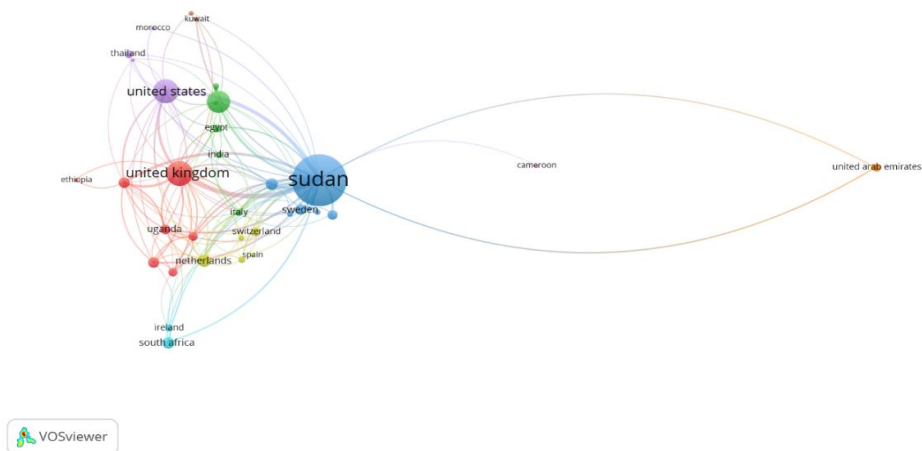 kuwait
morocco
thailand
united states
egypt
india
cameroon
united arab emirates
united kingdom
ethiopia
sudan
sweden
italy
uganda
switzerland
spain
netherlands
ireland
south africa
VOSviewer